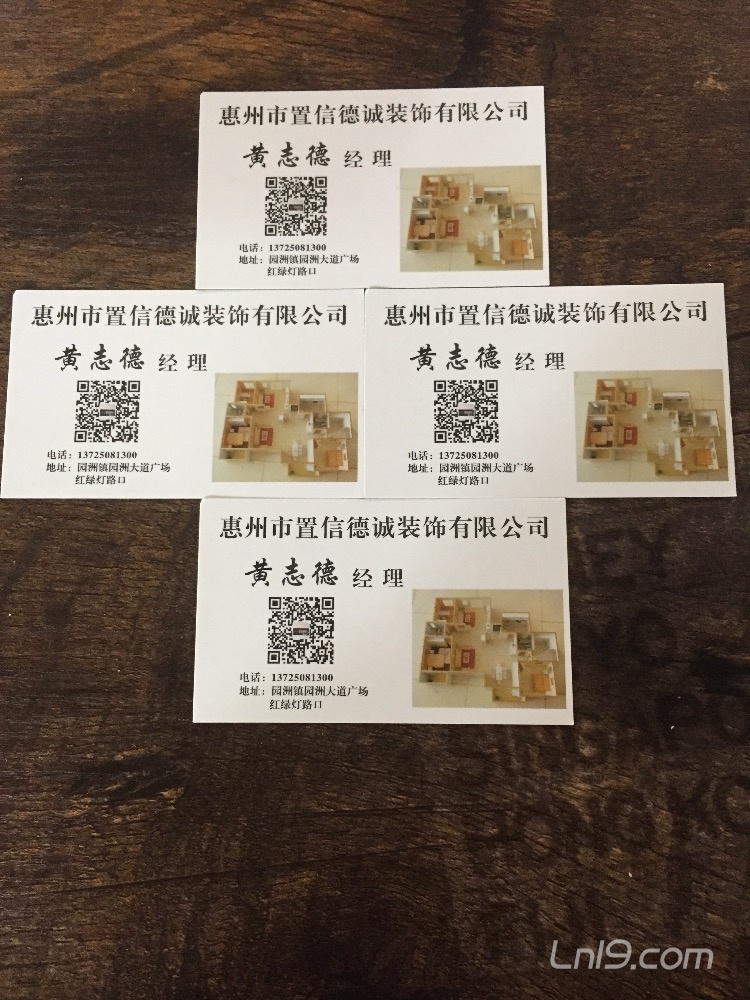 惠州市置信德诚装饰有限公司
黄志德 经理
电话：13725081300
地址：园洲镇园洲大道广场
红绿灯路口
惠州市置信德诚装饰有限公司
黄志德 经理
电话：13725081300
地址：园洲镇园洲大道广场
红绿灯路口
惠州市置信德诚装饰有限公司
黄志德 经理
电话：13725081300
地址：园洲镇园洲大道广场
红绿灯路口
惠州市置信德诚装饰有限公司
黄志德 经理
电话：13725081300
地址：园洲镇园洲大道广场
红绿灯路口
SINGAPO
HONG KO
Lnl9.com